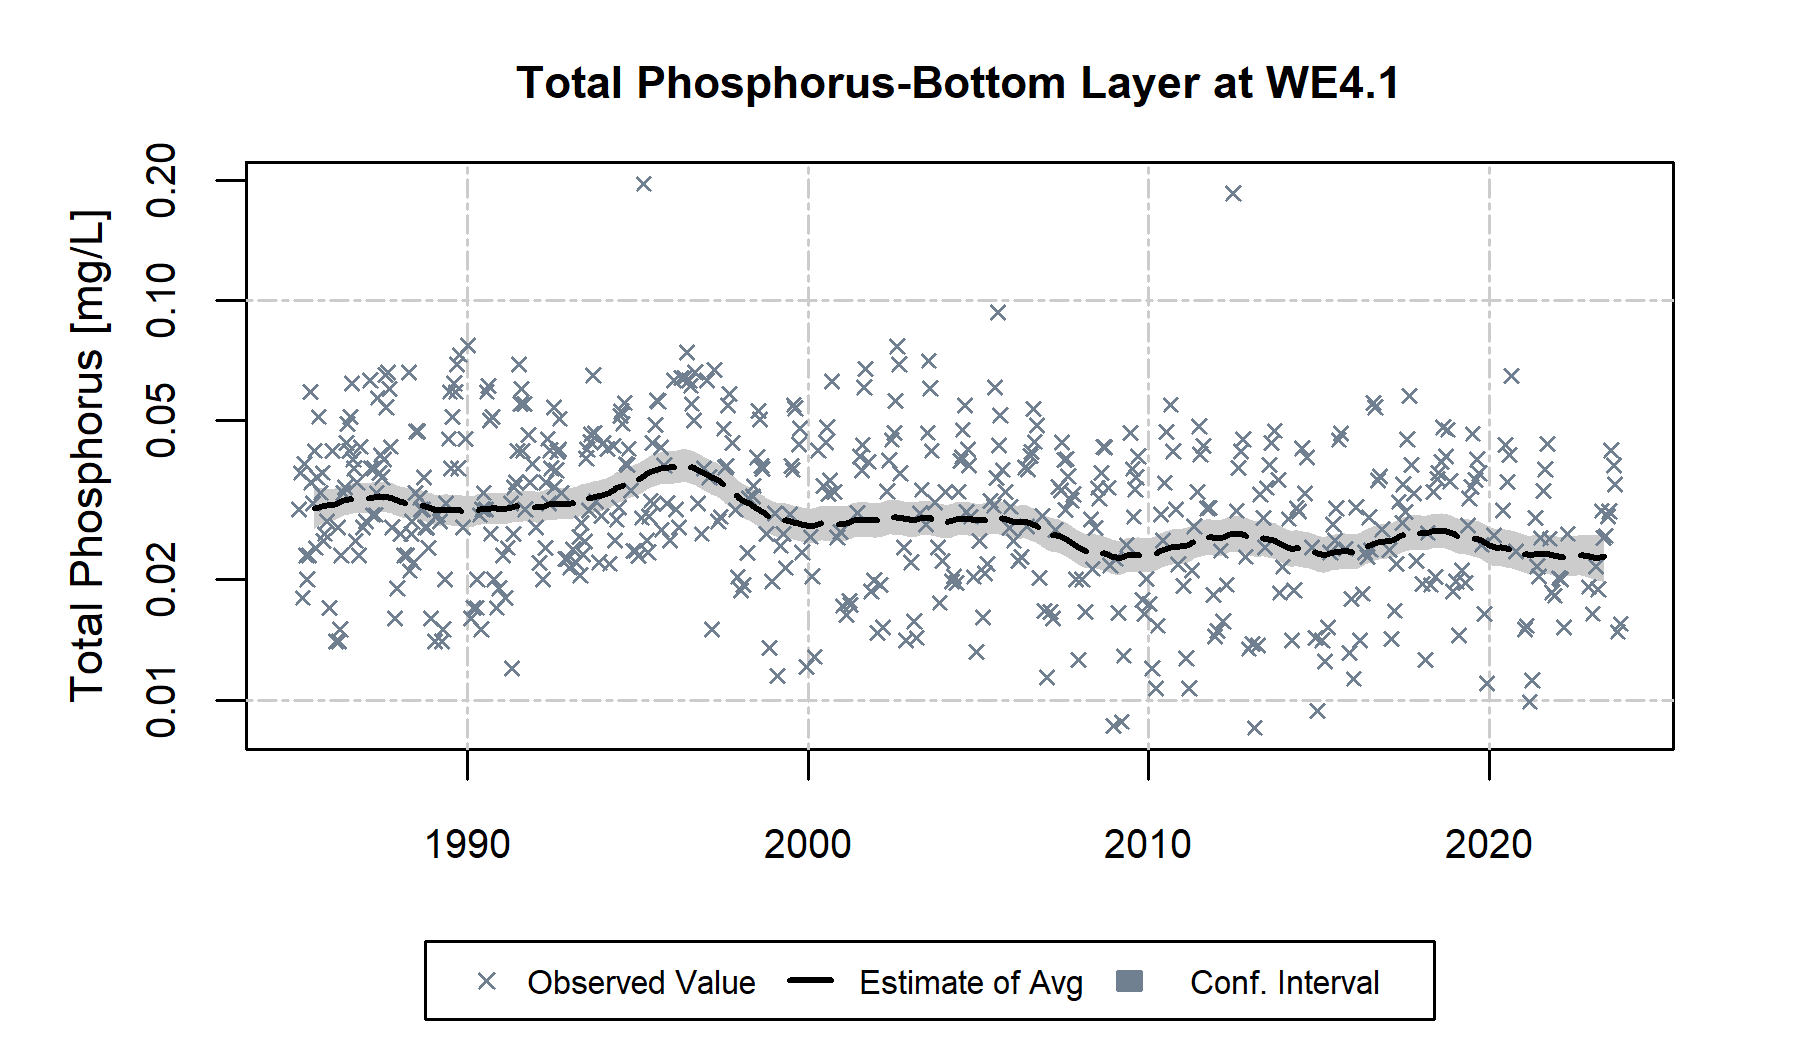 Total Phosphorus-Bottom Layer at WE4.1
Total Phosphorus [mg/L]
0.20
0.10
0.05
0.02
0.01
1990 2000 2010 2020
Observed Value Estimate of Avg Conf. Interval